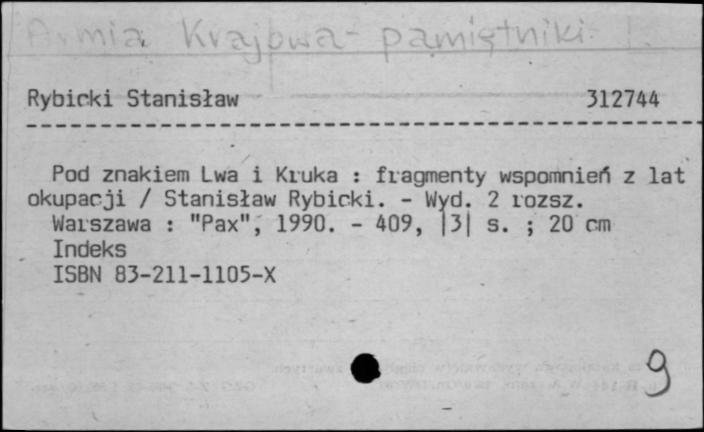 Armia Krajowa - pamiętniki
Rybicki Stanisław 312744
Pod znakiem Lwa i Kruka : fragmenty wspomnień z lat
okupacji / Stanisław Rybicki. - Wyd. 2 rozsz.
Warszawa : "Pax", 1990. - 409, |3| s. ; 20 cm
Indeks
ISBN 83-211-1105-X
9